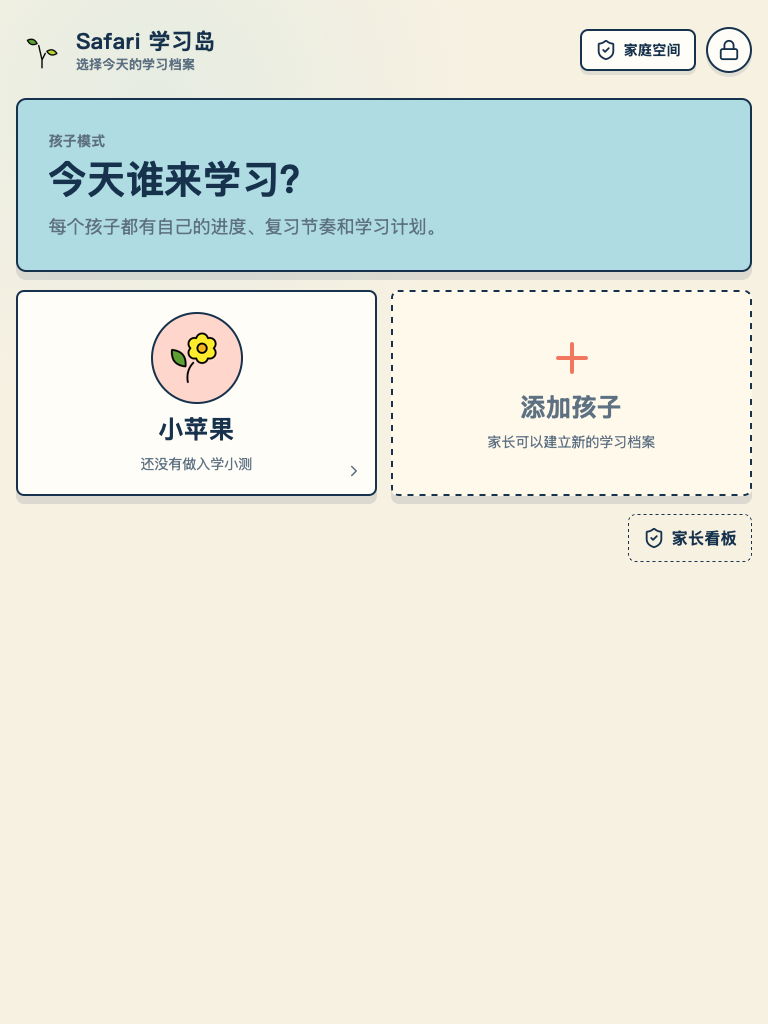 Safari 学习岛
选择今天的学习档案
家庭空间
孩子模式
今天谁来学习?
每个孩子都有自己的进度、复习节奏和学习计划。
小苹果
还没有做入学小测
添加孩子
家长可以建立新的学习档案
家长看板